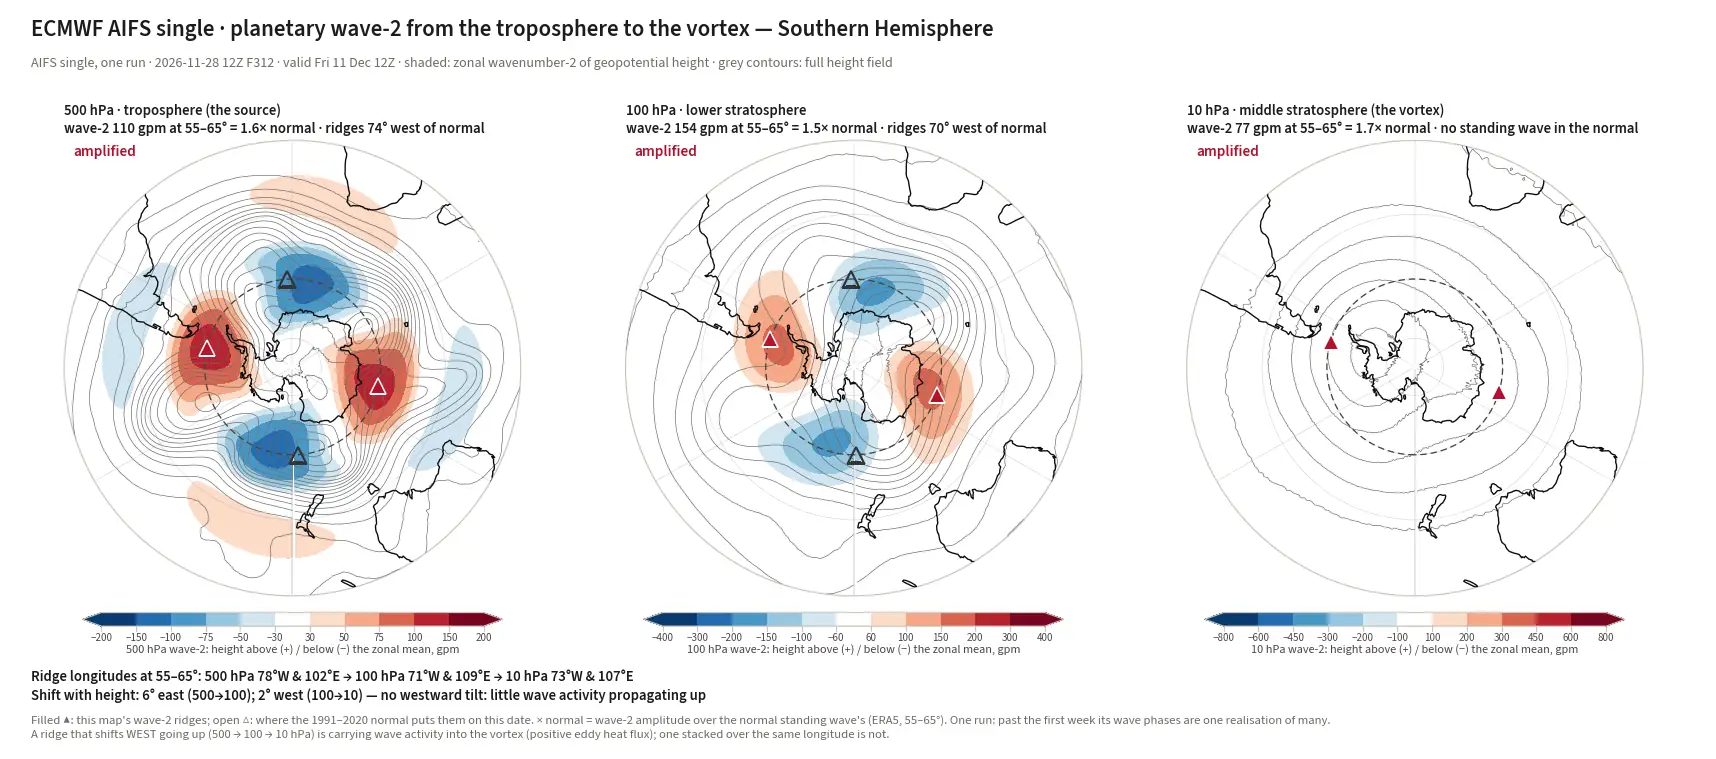 ECMWF AIFS single · planetary wave-2 from the troposphere to the vortex — Southern Hemisphere
AIFS single, one run · 2026-11-28 12Z F312 · valid Fri 11 Dec 12Z · shaded: zonal wavenumber-2 of geopotential height · grey contours: full height field
500 hPa · troposphere (the source)
wave-2 110 gpm at 55–65° = 1.6× normal · ridges 74° west of normal
amplified
100 hPa · lower stratosphere
wave-2 154 gpm at 55–65° = 1.5× normal · ridges 70° west of normal
amplified
10 hPa · middle stratosphere (the vortex)
wave-2 77 gpm at 55–65° = 1.7× normal · no standing wave in the normal
amplified
−200 −150 −100 −75 −50 −30 30 50 75 100 150 200
500 hPa wave-2: height above (+) / below (−) the zonal mean, gpm
−400 −300 −200 −150 −100 −60 60 100 150 200 300 400
100 hPa wave-2: height above (+) / below (−) the zonal mean, gpm
−800 −600 −450 −300 −200 −100 100 200 300 450 600 800
10 hPa wave-2: height above (+) / below (−) the zonal mean, gpm
Ridge longitudes at 55–65°: 500 hPa 78°W & 102°E → 100 hPa 71°W & 109°E → 10 hPa 73°W & 107°E
Shift with height: 6° east (500→100); 2° west (100→10) — no westward tilt: little wave activity propagating up
Filled ▲: this map's wave-2 ridges; open △: where the 1991–2020 normal puts them on this date. × normal = wave-2 amplitude over the normal standing wave's (ERA5, 55–65°). One run: past the first week its wave phases are one realisation of many.
A ridge that shifts WEST going up (500 → 100 → 10 hPa) is carrying wave activity into the vortex (positive eddy heat flux); one stacked over the same longitude is not.